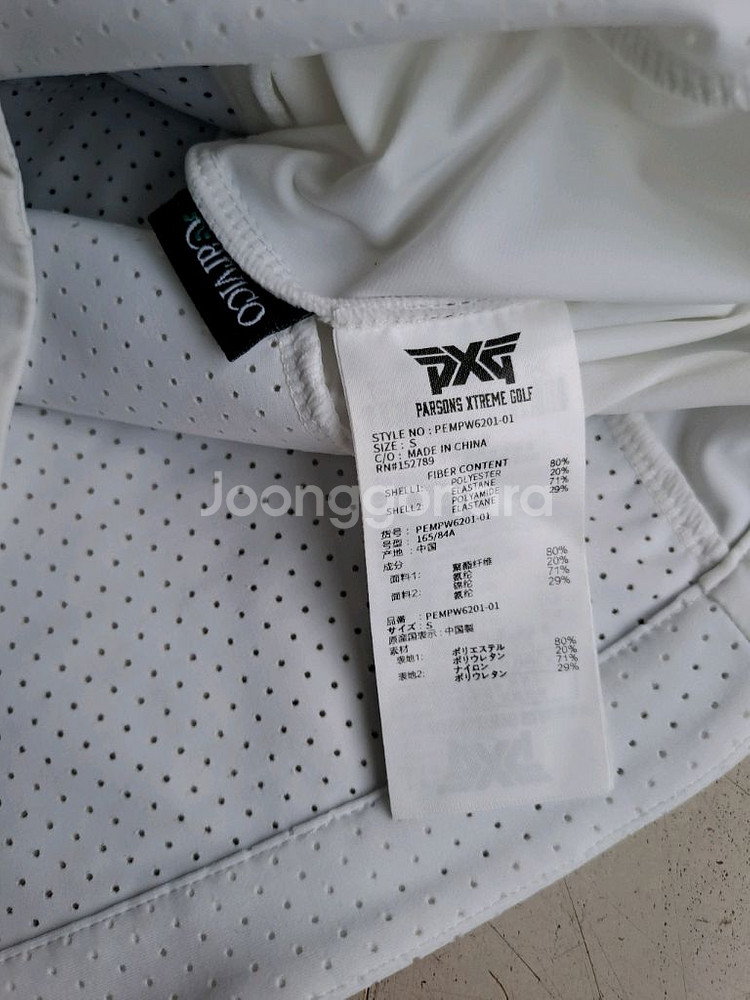 Carvico
PXG
PARSONS XTREME GOLF
STYLE NO : PEMPW6201-01
SIZE : S
C/O : MADE IN CHINA
RN#152789
FIBER CONTENT
SHELL1: POLYESTER 80%
ELASTANE 20%
SHELL2: POLYAMIDE 71%
ELASTANE 29%
Joonggonara
货号: PEMPW6201-01
号型: 165/84A
产地: 中国
成分
面料1: 聚酯纤维 80%
氨纶 20%
面料2: 锦纶 71%
氨纶 29%
品番 : PEMPW6201-01
サイズ : S
原産国表示 : 中国製
素材
表地1: ポリエステル 80%
ポリウレタン 20%
表地2: ナイロン 71%
ポリウレタン 29%